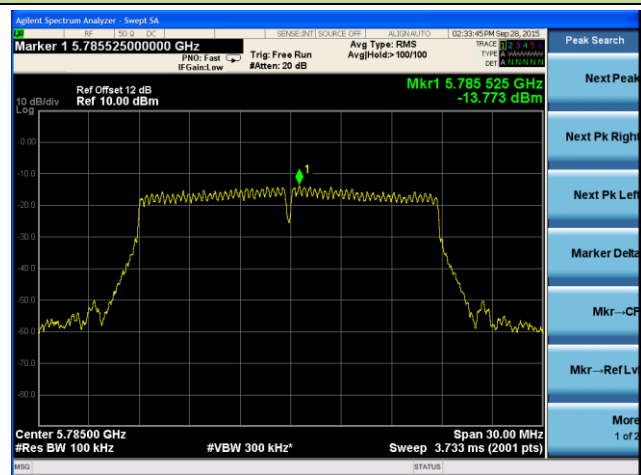 Agilent Spectrum Analyzer - Swept SA
RF 50 Ω DC SENSE:INT SOURCE OFF ALIGN AUTO 02:33:45 PM Sep 28, 2015
Marker 1 5.785525000000 GHz
PNO: Fast
IFGain:Low
Trig: Free Run
#Atten: 20 dB
Avg Type: RMS
Avg|Hold:>100/100
TRACE 1 2 3 4 5 6
TYPE A
DET A N N N N N
Peak Search
Mkr1 5.785 525 GHz
-13.773 dBm
Ref Offset 12 dB
10 dB/div Ref 10.00 dBm
Log
0.00
-10.0
-20.0
-30.0
-40.0
-50.0
-60.0
-70.0
-80.0
1
Center 5.78500 GHz Span 30.00 MHz
#Res BW 100 kHz #VBW 300 kHz* Sweep 3.733 ms (2001 pts)
MSG STATUS
Next Peak
Next Pk Right
Next Pk Left
Marker Delta
Mkr→CF
Mkr→Ref Lvl
More
1 of 2